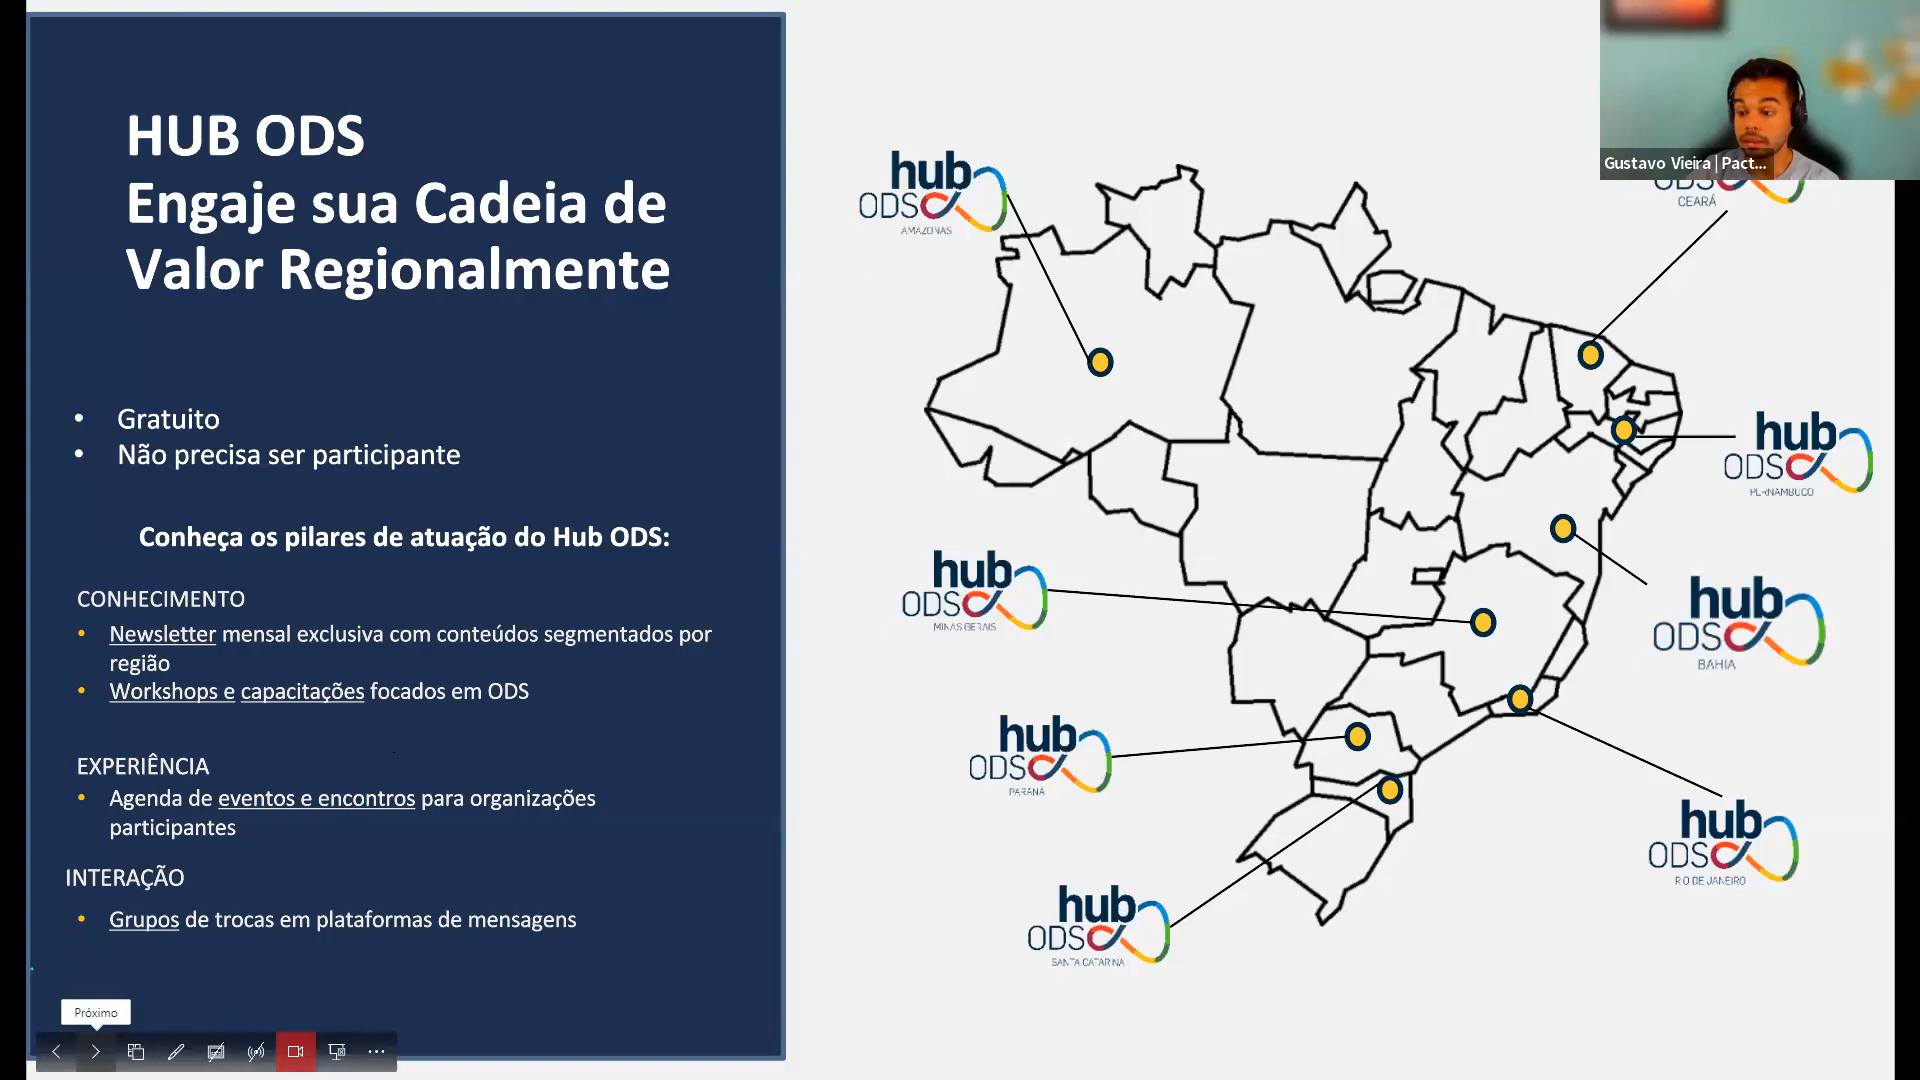 HUB ODS
Engaje sua Cadeia de
Valor Regionalmente
• Gratuito
• Não precisa ser participante
Conheça os pilares de atuação do Hub ODS:
CONHECIMENTO
• Newsletter mensal exclusiva com conteúdos segmentados por
região
• Workshops e capacitações focados em ODS
EXPERIÊNCIA
• Agenda de eventos e encontros para organizações
participantes
INTERAÇÃO
• Grupos de trocas em plataformas de mensagens
Próximo
hub
ODS
AMAZONAS
Gustavo Vieira | Pact...
ODS
CEARÁ
hub
ODS
PERNAMBUCO
hub
ODS
MINAS GERAIS
hub
ODS
BAHIA
hub
ODS
PARANÁ
hub
ODS
RIO DE JANEIRO
hub
ODS
SANTA CATARINA